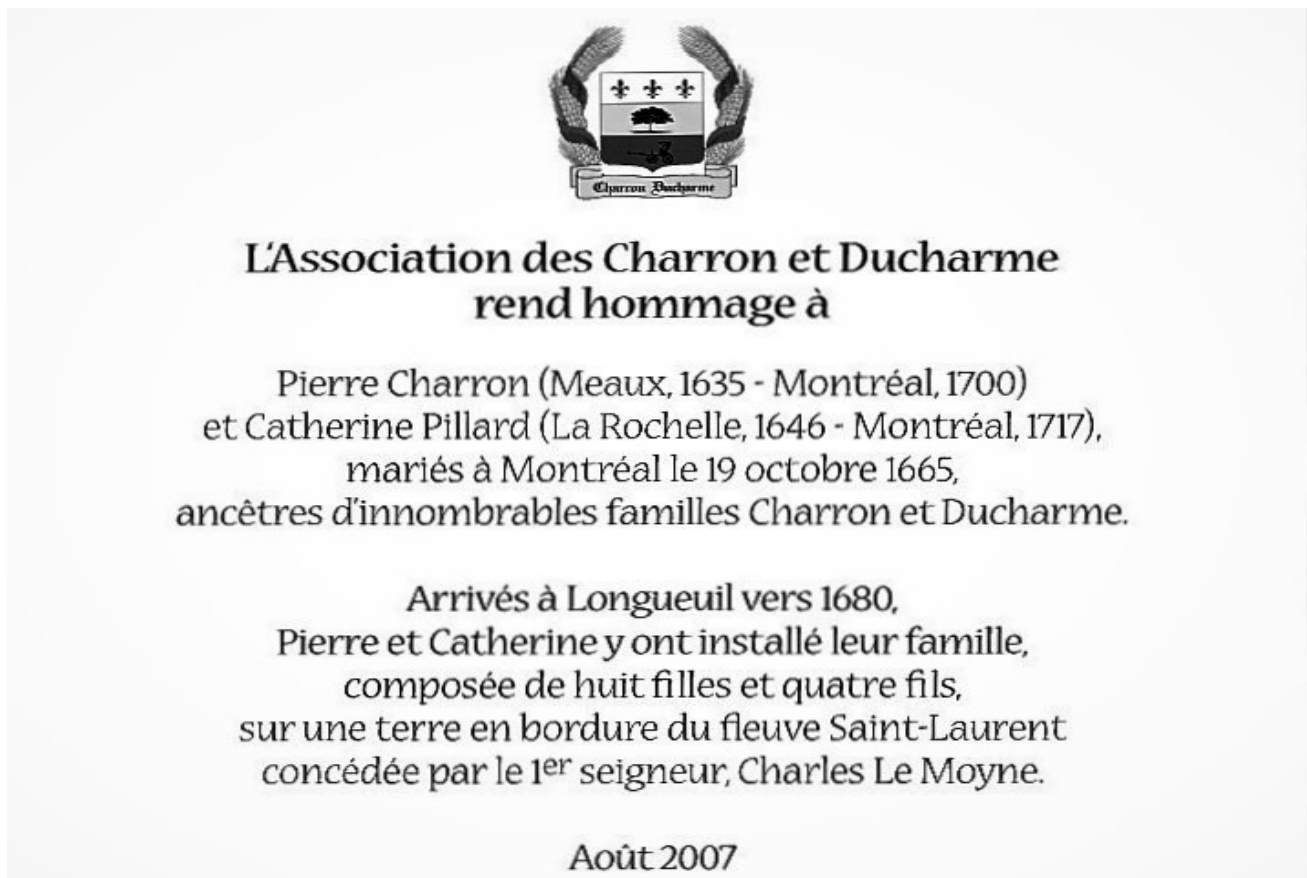 Charron Ducharme
L'Association des Charron et Ducharme
rend hommage à
Pierre Charron (Meaux, 1635 - Montréal, 1700)
et Catherine Pillard (La Rochelle, 1646 - Montréal, 1717),
mariés à Montréal le 19 octobre 1665,
ancêtres d'innombrables familles Charron et Ducharme.
Arrivés à Longueuil vers 1680,
Pierre et Catherine y ont installé leur famille,
composée de huit filles et quatre fils,
sur une terre en bordure du fleuve Saint-Laurent
concédée par le 1er seigneur, Charles Le Moyne.
Août 2007